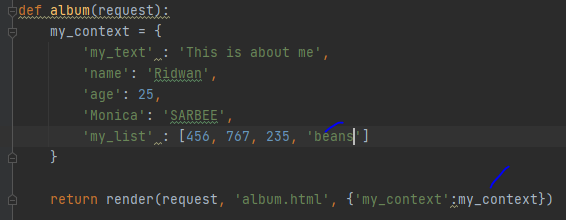 def album(request):
my_context = {
'my_text' : 'This is about me',
'name': 'Ridwan',
'age': 25,
'Monica': 'SARBEE',
'my_list' : [456, 767, 235, 'beans']
}
return render(request, 'album.html', {'my_context':my_context})